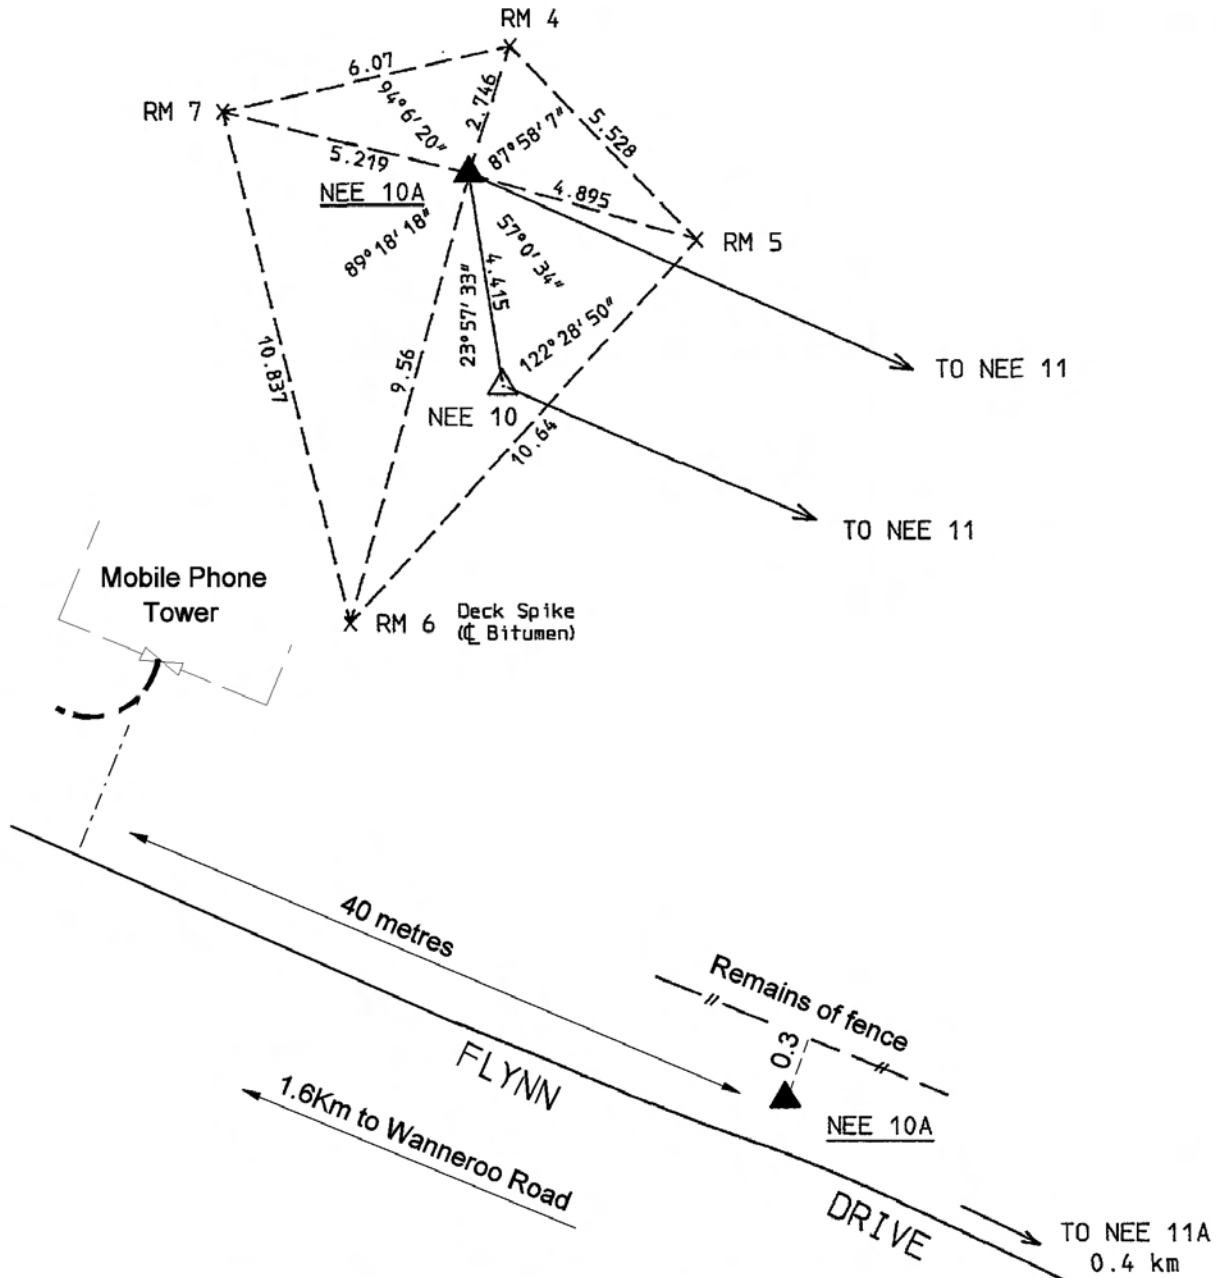 RM 4
6.07
RM 7
94°6'20"
2.746
87°58'7"
5.528
5.219
NEE 10A
4.895
RM 5
89°18'18"
57°0'34"
4.415
23°57'33"
122°28'50"
TO NEE 11
10.837
9.56
NEE 10
10.64
TO NEE 11
Mobile Phone
Tower
RM 6
Deck Spike
(℄ Bitumen)
40 metres
Remains of fence
0.3
FLYNN
NEE 10A
1.6Km to Wanneroo Road
DRIVE
TO NEE 11A
0.4 km